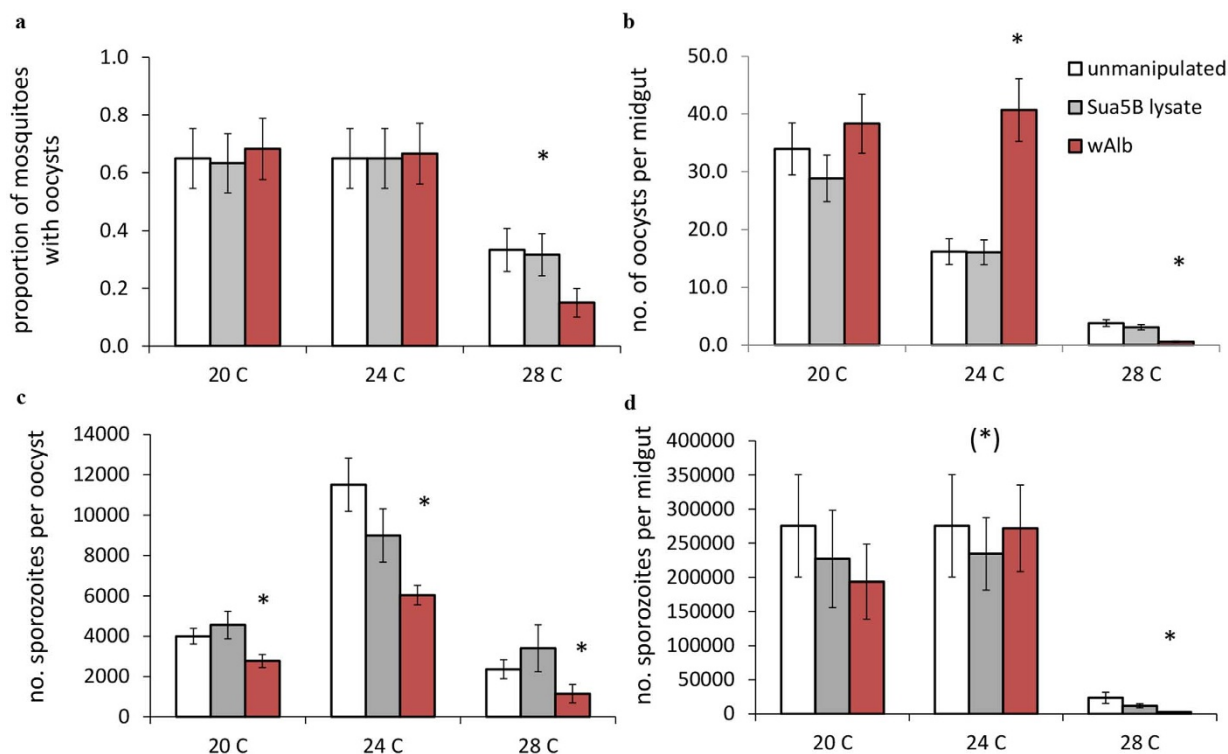 a
proportion of mosquitoes
with oocysts
1.0
0.8
0.6
0.4
0.2
0.0
*
20 C 24 C 28 C
b
no. of oocysts per midgut
50.0
40.0
30.0
20.0
10.0
0.0
*
*
unmanipulated
Sua5B lysate
wAlb
20 C 24 C 28 C
c
no. sporozoites per oocyst
14000
12000
10000
8000
6000
4000
2000
0
*
*
*
20 C 24 C 28 C
d
no. sporozoites per midgut
400000
350000
300000
250000
200000
150000
100000
50000
0
(*)
*
20 C 24 C 28 C